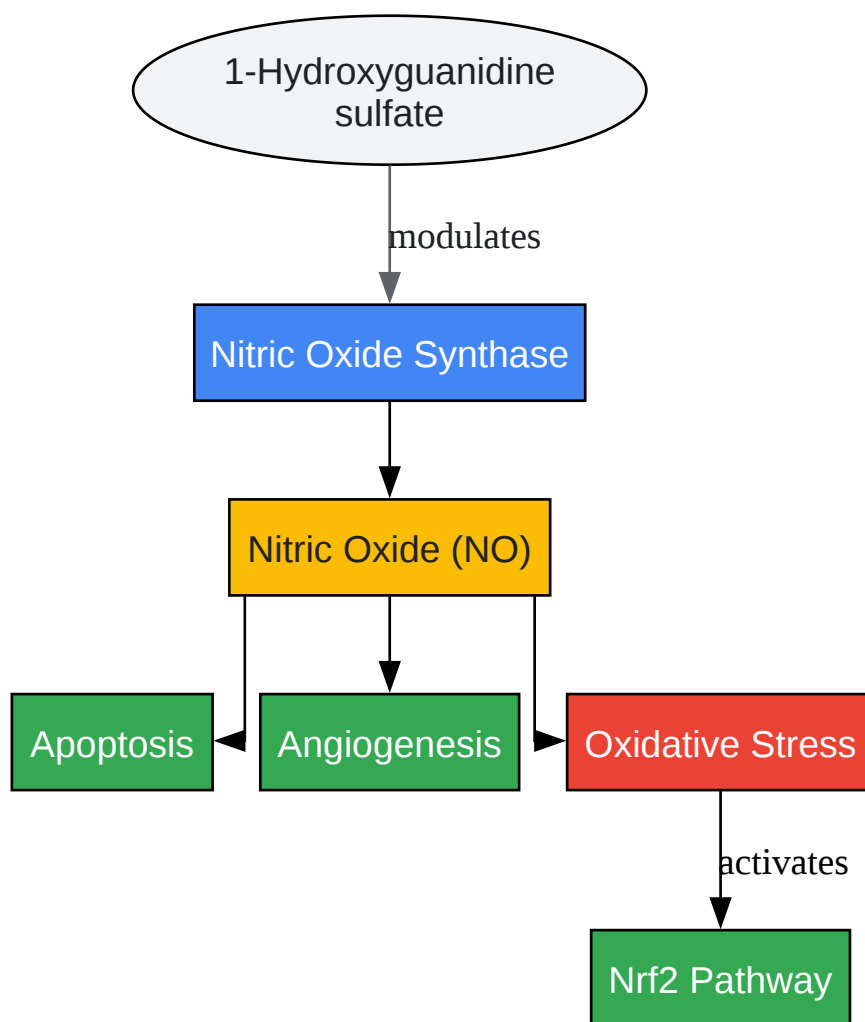 1-Hydroxyguanidine
sulfate
modulates
Nitric Oxide Synthase
Nitric Oxide (NO)
Apoptosis
Angiogenesis
Oxidative Stress
activates
Nrf2 Pathway